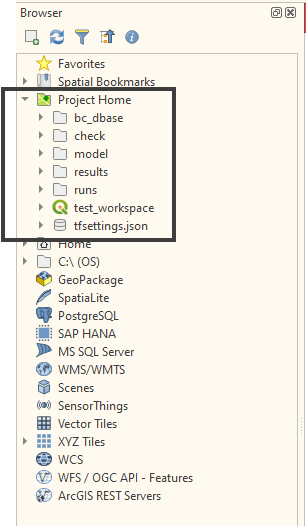 Browser
Favorites
Spatial Bookmarks
Project Home
bc_dbase
check
model
results
runs
test_workspace
tfsettings.json
Home
C:\ (OS)
GeoPackage
SpatiaLite
PostgreSQL
SAP HANA
MS SQL Server
WMS/WMTS
Scenes
SensorThings
Vector Tiles
XYZ Tiles
WCS
WFS / OGC API - Features
ArcGIS REST Servers